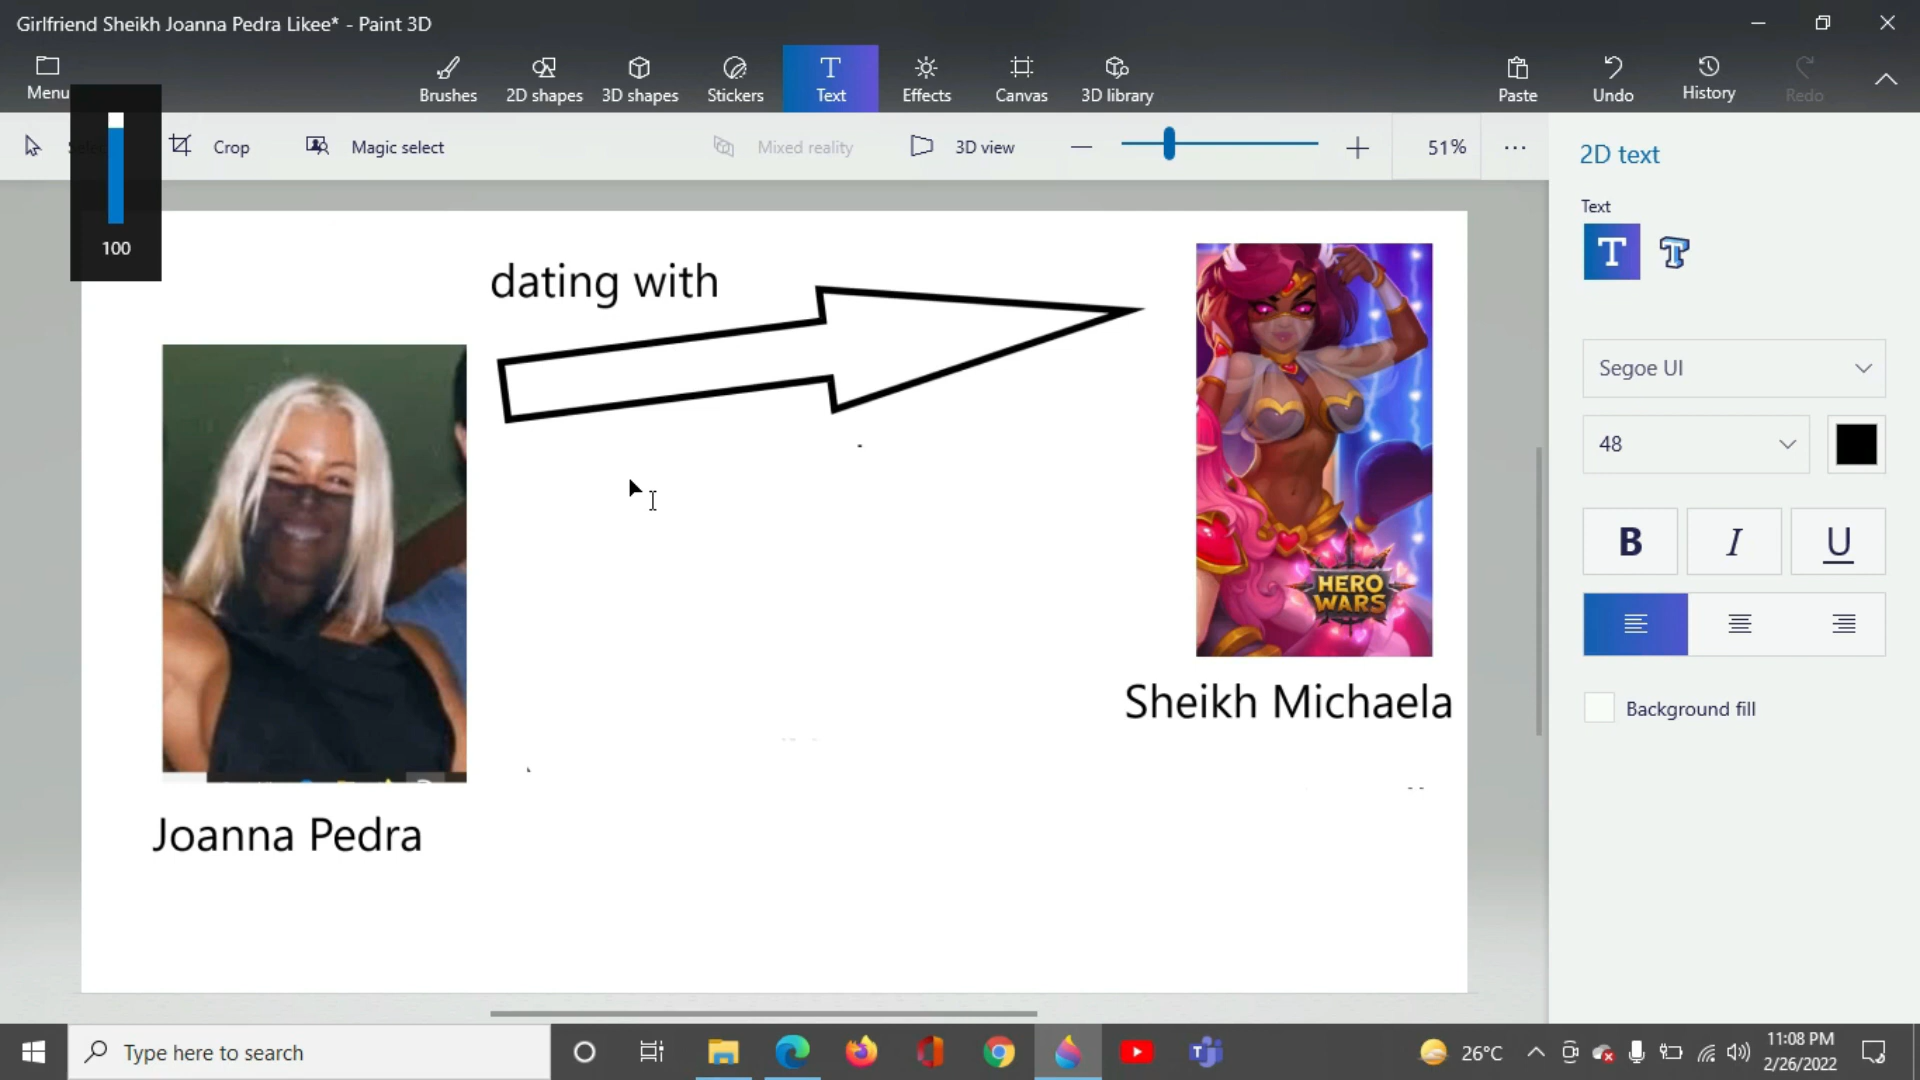 Girlfriend Sheikh Joanna Pedra Likee* - Paint 3D
Menu
Brushes
2D shapes
3D shapes
Stickers
Text
Effects
Canvas
3D library
Paste
Undo
History
Redo
Select
Crop
Magic select
Mixed reality
3D view
51%
100
2D text
Text
Segoe UI
48
B I U
Background fill
dating with
HERO
WARS
Sheikh Michaela
Joanna Pedra
Type here to search
26°C
11:08 PM
2/26/2022